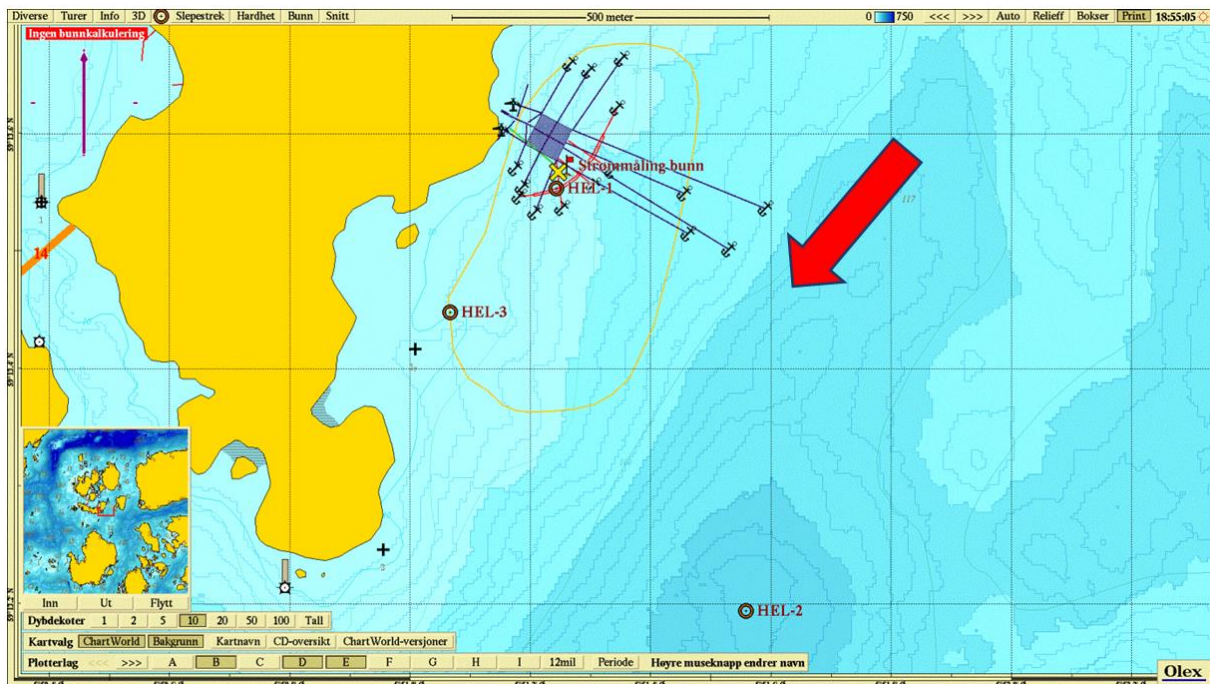 Diverse Turer Info 3D Slepestrek Hardhet Bunn Snitt 500 meter 0 750 <<< >>> Auto Relieff Bokser Print 18:55:05
Ingen bunnkalkulering
Strømmåling bunn
HEL-1
117
14
HEL-3
HEL-2
Inn Ut Flytt
Dybdekoter 1 2 5 10 20 50 100 Tall
Kartvalg ChartWorld Bakgrunn Kartnavn CD-oversikt ChartWorld-versjoner
Plotterlag <<< >>> A B C D E F G H I 12mil Periode Høyre museknapp endrer navn
Olex